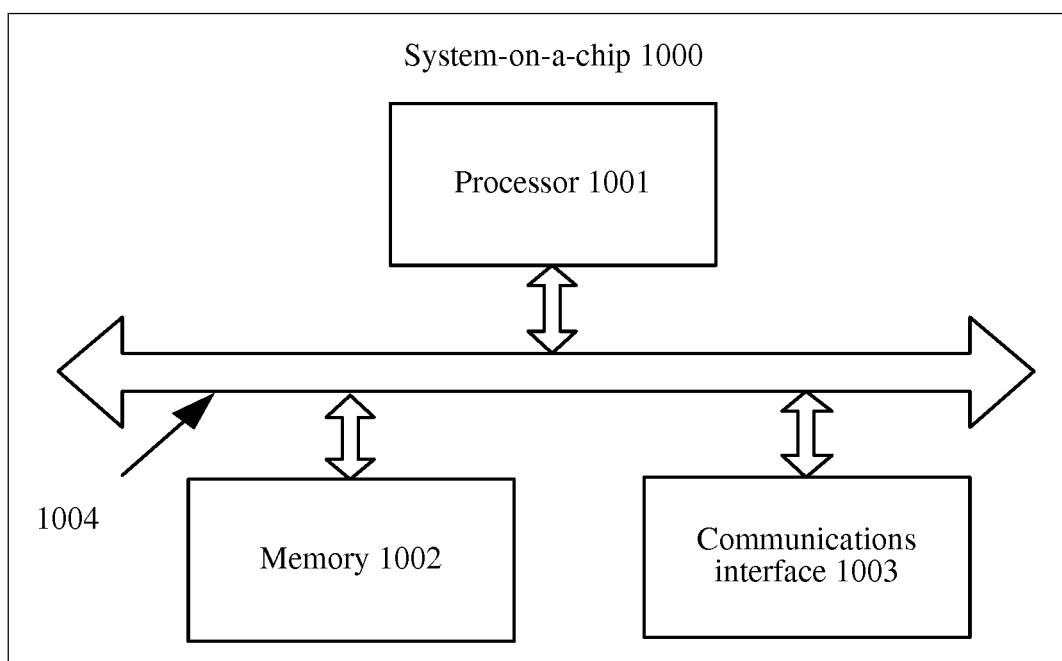 System-on-a-chip 1000
Processor 1001
1004
Memory 1002
Communications
interface 1003